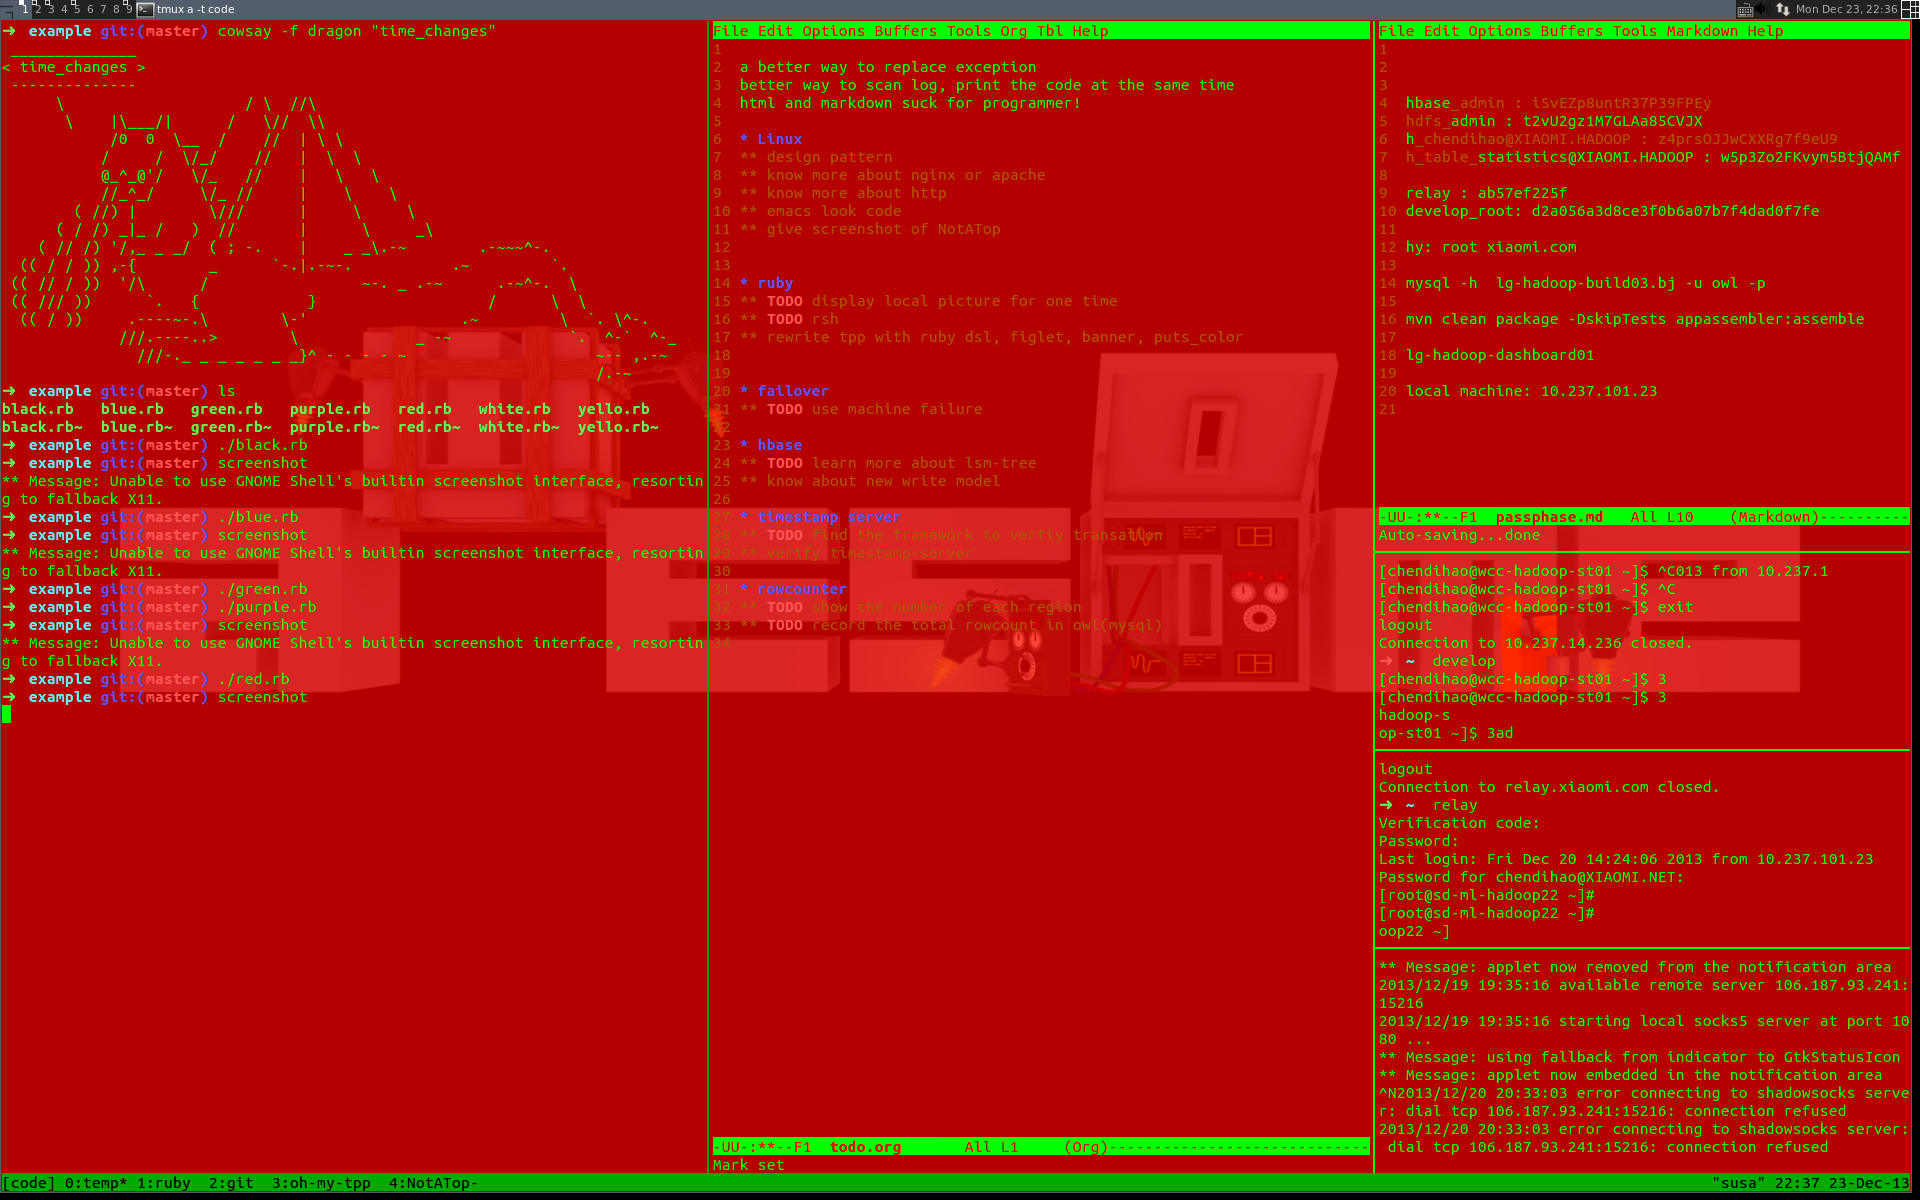 1 2 3 4 5 6 7 8 9 tmux a -t code
Mon Dec 23, 22:36
➜ example git:(master) cowsay -f dragon "time_changes"
< time_changes >
➜ example git:(master) ls
black.rb blue.rb green.rb purple.rb red.rb white.rb yello.rb
black.rb~ blue.rb~ green.rb~ purple.rb~ red.rb~ white.rb~ yello.rb~
➜ example git:(master) ./black.rb
➜ example git:(master) screenshot
** Message: Unable to use GNOME Shell's builtin screenshot interface, resortin
g to fallback X11.
➜ example git:(master) ./blue.rb
➜ example git:(master) screenshot
** Message: Unable to use GNOME Shell's builtin screenshot interface, resortin
g to fallback X11.
➜ example git:(master) ./green.rb
➜ example git:(master) ./purple.rb
➜ example git:(master) screenshot
** Message: Unable to use GNOME Shell's builtin screenshot interface, resortin
g to fallback X11.
➜ example git:(master) ./red.rb
➜ example git:(master) screenshot
File Edit Options Buffers Tools Org Tbl Help
1
2 a better way to replace exception
3 better way to scan log, print the code at the same time
4 html and markdown suck for programmer!
5
6 * Linux
7 ** design pattern
8 ** know more about nginx or apache
9 ** know more about http
10 ** emacs look code
11 ** give screenshot of NotATop
12
13
14 * ruby
15 ** TODO display local picture for one time
16 ** TODO rsh
17 ** rewrite tpp with ruby dsl, figlet, banner, puts_color
18
19
20 * failover
21 ** TODO use machine failure
22
23 * hbase
24 ** TODO learn more about lsm-tree
25 ** know about new write model
26
27 * timestamp server
28 ** TODO find the framework to verfiy transation
29 ** verify timestamp-server
30
31 * rowcounter
32 ** TODO show the number of each region
33 ** TODO record the total rowcount in owl(mysql)
34
-UU-:**--F1 todo.org All L1 (Org)----------------------------
Mark set
File Edit Options Buffers Tools Markdown Help
1
2
3
4 hbase_admin : iSvEZp8untR37P39FPEy
5 hdfs_admin : t2vU2gz1M7GLAa85CVJX
6 h_chendihao@XIAOMI.HADOOP : z4prsOJJwCXXRg7f9eU9
7 h_table_statistics@XIAOMI.HADOOP : w5p3Zo2FKvym5BtjQAMf
8
9 relay : ab57ef225f
10 develop_root: d2a056a3d8ce3f0b6a07b7f4dad0f7fe
11
12 hy: root xiaomi.com
13
14 mysql -h lg-hadoop-build03.bj -u owl -p
15
16 mvn clean package -DskipTests appassembler:assemble
17
18 lg-hadoop-dashboard01
19
20 local machine: 10.237.101.23
21
-UU-:**--F1 passphase.md All L10 (Markdown)----------
Auto-saving...done
[chendihao@wcc-hadoop-st01 ~]$ ^C013 from 10.237.1
[chendihao@wcc-hadoop-st01 ~]$ ^C
[chendihao@wcc-hadoop-st01 ~]$ exit
logout
Connection to 10.237.14.236 closed.
➜ ~ develop
[chendihao@wcc-hadoop-st01 ~]$ 3
[chendihao@wcc-hadoop-st01 ~]$ 3
hadoop-s
op-st01 ~]$ 3ad
logout
Connection to relay.xiaomi.com closed.
➜ ~ relay
Verification code:
Password:
Last login: Fri Dec 20 14:24:06 2013 from 10.237.101.23
Password for chendihao@XIAOMI.NET:
[root@sd-ml-hadoop22 ~]#
[root@sd-ml-hadoop22 ~]#
oop22 ~]
** Message: applet now removed from the notification area
2013/12/19 19:35:16 available remote server 106.187.93.241:
15216
2013/12/19 19:35:16 starting local socks5 server at port 10
80 ...
** Message: using fallback from indicator to GtkStatusIcon
** Message: applet now embedded in the notification area
^N2013/12/20 20:33:03 error connecting to shadowsocks serve
r: dial tcp 106.187.93.241:15216: connection refused
2013/12/20 20:33:03 error connecting to shadowsocks server:
dial tcp 106.187.93.241:15216: connection refused
[code] 0:temp* 1:ruby 2:git 3:oh-my-tpp 4:NotATop-
"susa" 22:37 23-Dec-13